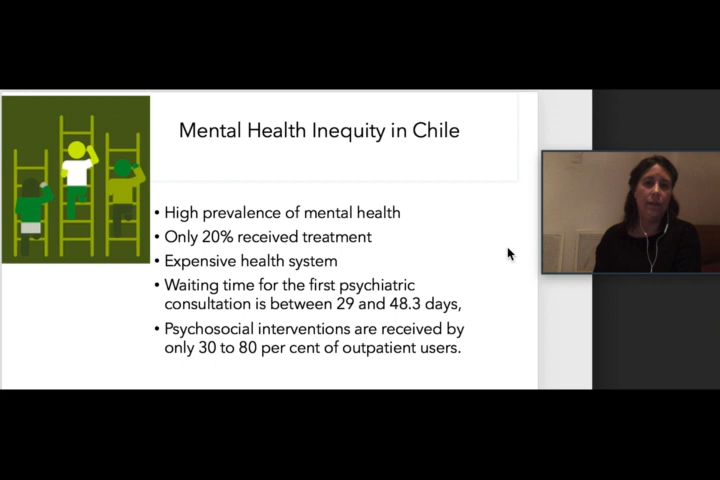 Mental Health Inequity in Chile
• High prevalence of mental health
• Only 20% received treatment
• Expensive health system
• Waiting time for the first psychiatric
consultation is between 29 and 48.3 days,
• Psychosocial interventions are received by
only 30 to 80 per cent of outpatient users.